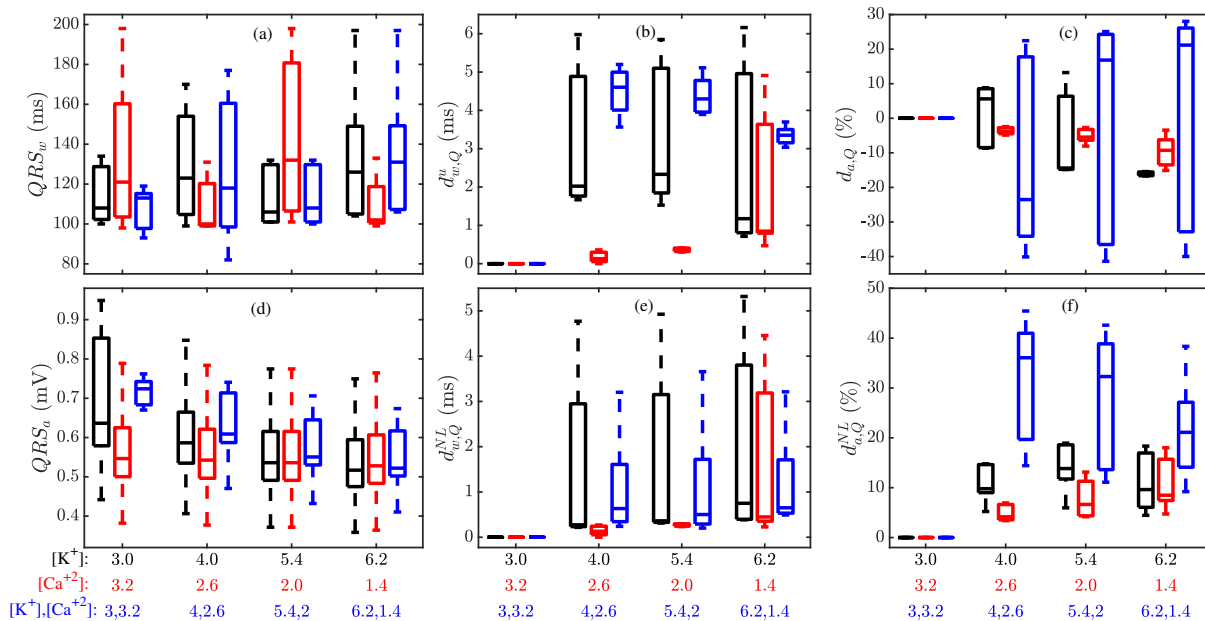 (a)
QRS_w (ms)
200
180
160
140
120
100
80
(b)
d^u_{w,Q} (ms)
6
5
4
3
2
1
0
(c)
d_{a,Q} (%)
30
20
10
0
-10
-20
-30
-40
(d)
QRS_a (mV)
0.9
0.8
0.7
0.6
0.5
0.4
(e)
d^{NL}_{w,Q} (ms)
5
4
3
2
1
0
(f)
d^{NL}_{a,Q} (%)
50
40
30
20
10
0
[K⁺]: 3.0 4.0 5.4 6.2 3.0 4.0 5.4 6.2 3.0 4.0 5.4 6.2
[Ca⁺²]: 3.2 2.6 2.0 1.4 3.2 2.6 2.0 1.4 3.2 2.6 2.0 1.4
[K⁺],[Ca⁺²]: 3,3.2 4,2.6 5.4,2 6.2,1.4 3,3.2 4,2.6 5.4,2 6.2,1.4 3,3.2 4,2.6 5.4,2 6.2,1.4